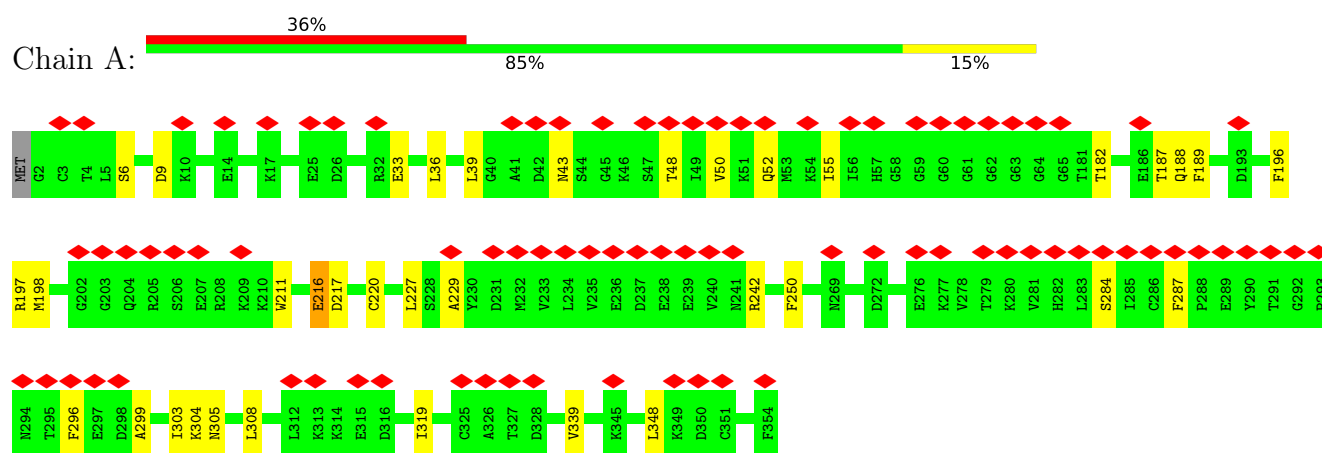 36%
Chain A:
85% 15%
MET G2 C3 T4 L5 S6 D9 K10 E14 K17 E25 D26 R32 E33 L36 L39 G40 A41 D42 N43 S44 G45 K46 S47 T48 I49 V50 K51 Q52 M53 K54 I55 I56 H57 G58 G59 G60 G61 G62 G63 G64 G65 T181 T182 E186 T187 Q188 F189 D193 F196
R197 M198 G202 G203 Q204 R205 S206 E207 R208 K209 K210 W211 E216 D217 C220 L227 S228 A229 Y230 D231 M232 V233 L234 V235 E236 D237 E238 E239 V240 N241 R242 F250 N269 D272 E276 K277 V278 T279 K280 V281 H282 L283 S284 I285 C286 F287 P288 E289 Y290 T291 G292
N294 T295 F296 E297 D298 A299 I303 K304 N305 L308 L312 K313 K314 E315 D316 I319 C325 A326 T327 D328 V339 K345 L348 K349 D350 C351 F354